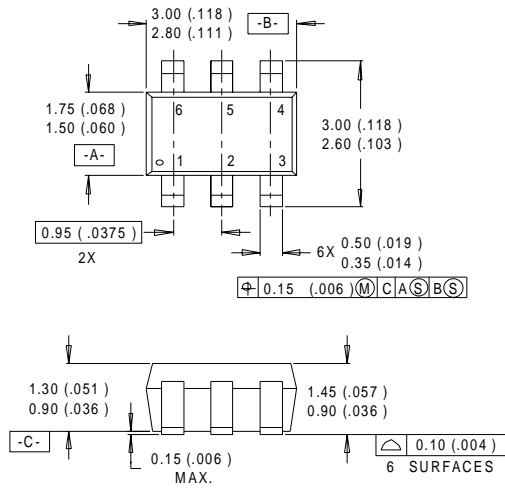 3.00 (.118 )
2.80 (.111 )
-B-
1.75 (.068 )
1.50 (.060 )
-A-
6 5 4
1 2 3
3.00 (.118 )
2.60 (.103 )
0.95 ( .0375 )
2X
6X 0.50 (.019 )
0.35 (.014 )
⌖ 0.15 (.006 ) Ⓜ C A Ⓢ B Ⓢ
1.30 (.051 )
0.90 (.036 )
1.45 (.057 )
0.90 (.036 )
-C-
0.15 (.006 )
MAX.
⌓ 0.10 (.004 )
6 SURFACES